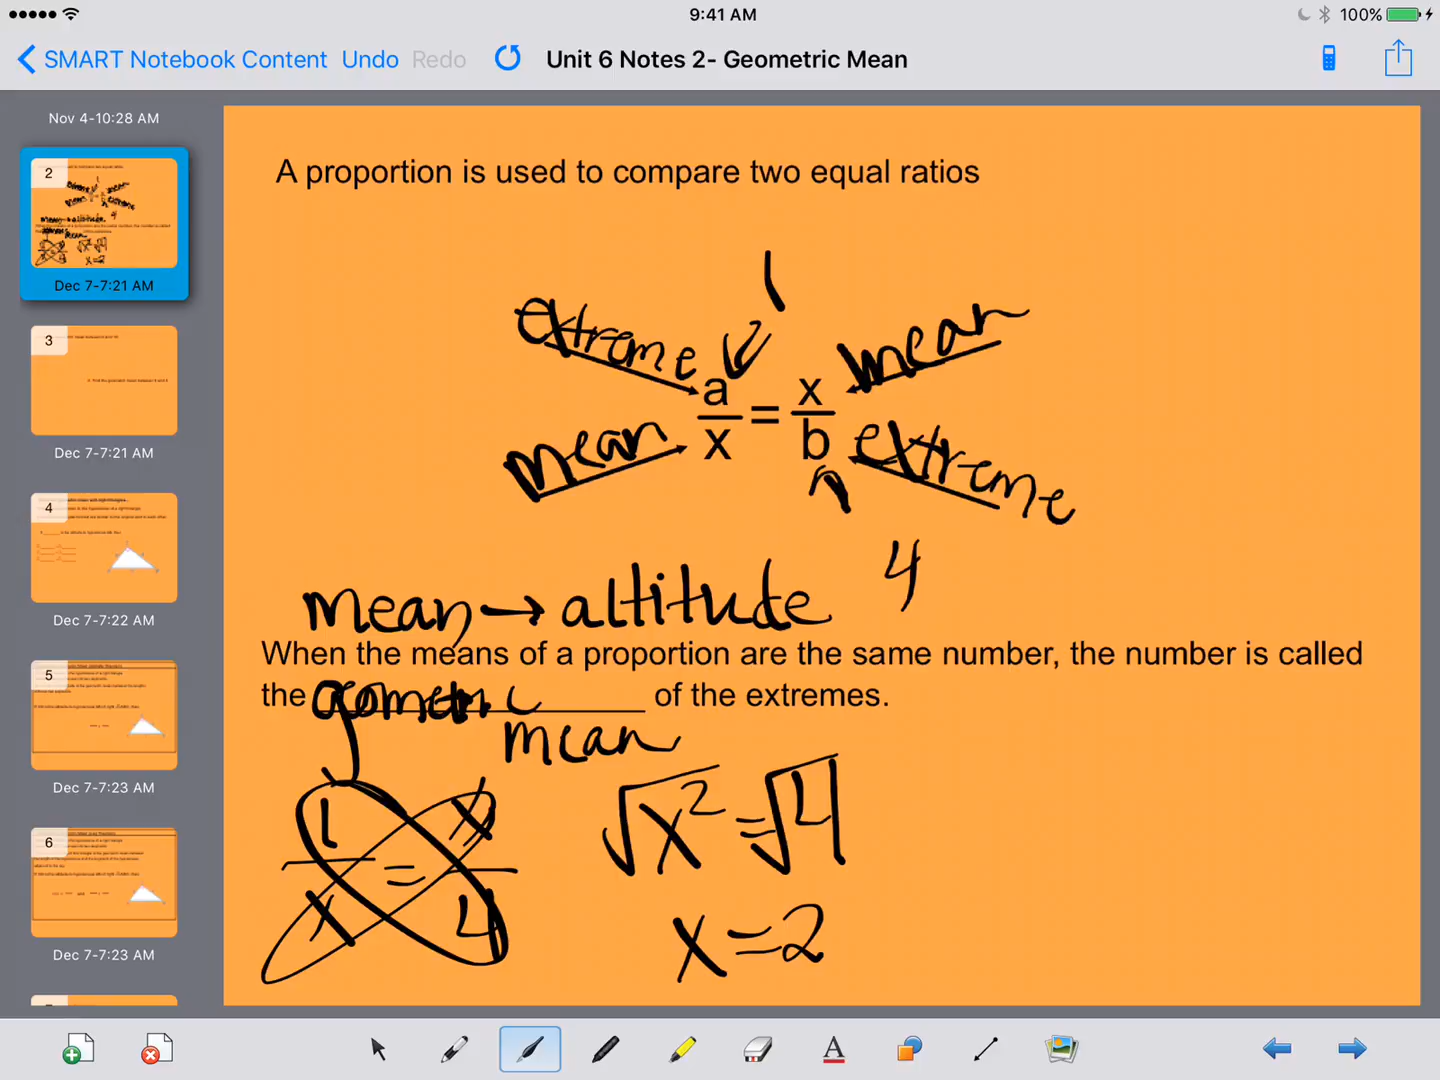 9:41 AM
100%
SMART Notebook Content
Undo
Redo
Unit 6 Notes 2- Geometric Mean
Nov 4-10:28 AM
2
Dec 7-7:21 AM
3
Dec 7-7:21 AM
4
Dec 7-7:22 AM
5
Dec 7-7:23 AM
6
Dec 7-7:23 AM
A proportion is used to compare two equal ratios
1
extreme
mean
a = x
x b
mean
extreme
4
mean → altitude
When the means of a proportion are the same number, the number is called
the geometric of the extremes.
mean
1 = x
x 4
√x² = √4
x = 2
A